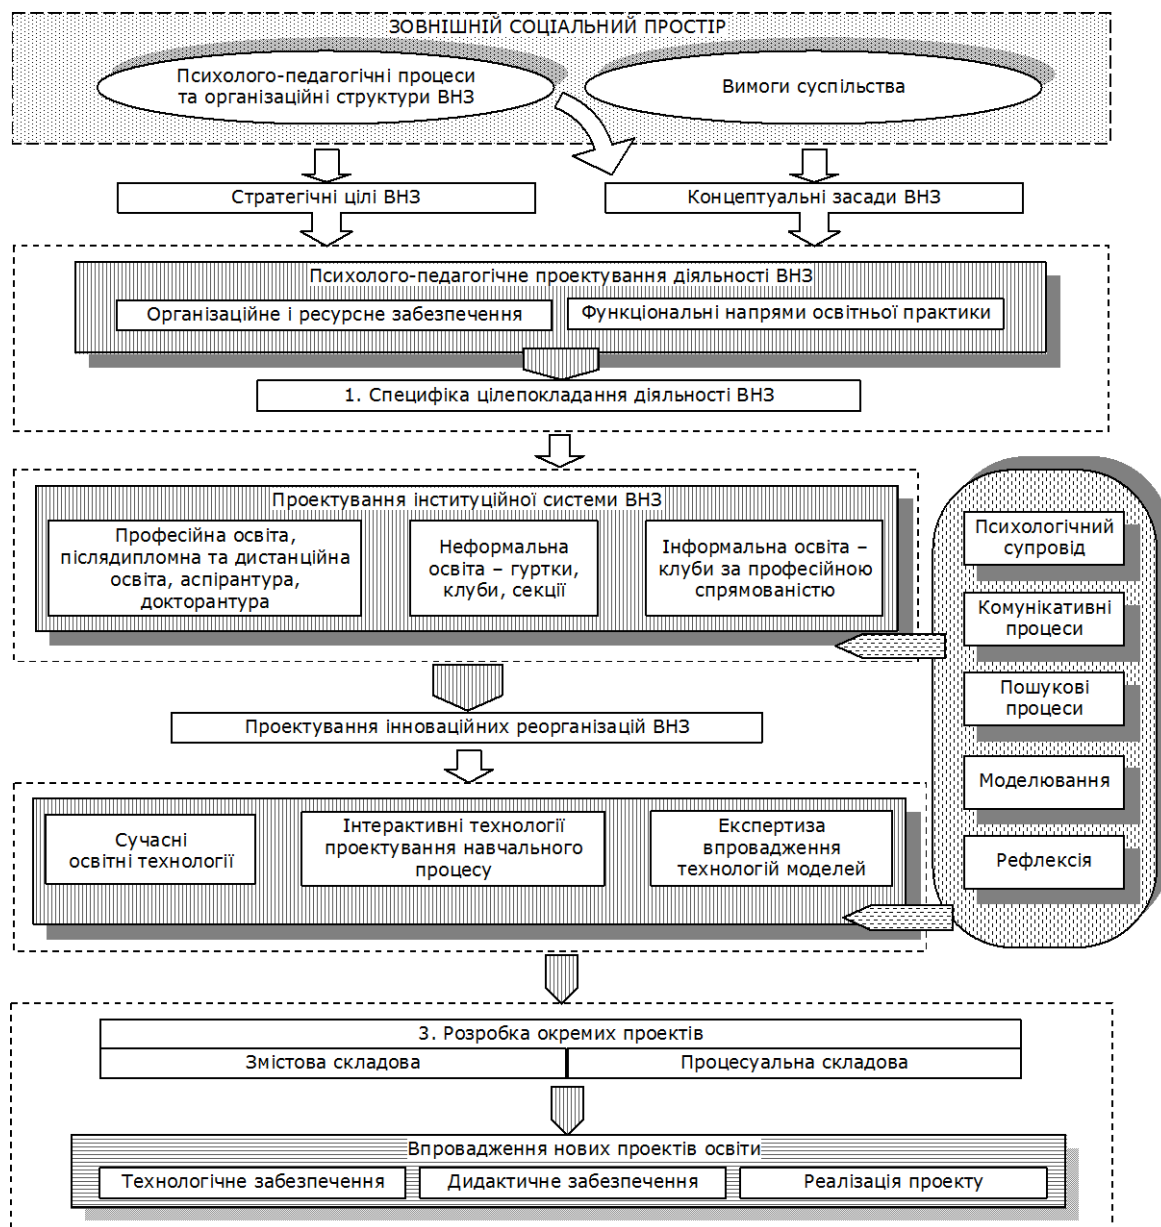 ЗОВНІШНІЙ СОЦІАЛЬНИЙ ПРОСТІР
Психолого-педагогічні процеси
та організаційні структури ВНЗ
Вимоги суспільства
Стратегічні цілі ВНЗ
Концептуальні засади ВНЗ
Психолого-педагогічне проектування діяльності ВНЗ
Організаційне і ресурсне забезпечення
Функціональні напрями освітньої практики
1. Специфіка цілепокладання діяльності ВНЗ
Проектування інституційної системи ВНЗ
Професійна освіта,
післядипломна та дистанційна
освіта, аспірантура,
докторантура
Неформальна
освіта – гуртки,
клуби, секції
Інформальна освіта –
клуби за професійною
спрямованістю
Психологічний
супровід
Комунікативні
процеси
Пошукові
процеси
Моделювання
Рефлексія
Проектування інноваційних реорганізацій ВНЗ
Сучасні
освітні технології
Інтерактивні технології
проектування навчального
процесу
Експертиза
впровадження
технологій моделей
3. Розробка окремих проектів
Змістова складова
Процесуальна складова
Впровадження нових проектів освіти
Технологічне забезпечення
Дидактичне забезпечення
Реалізація проекту